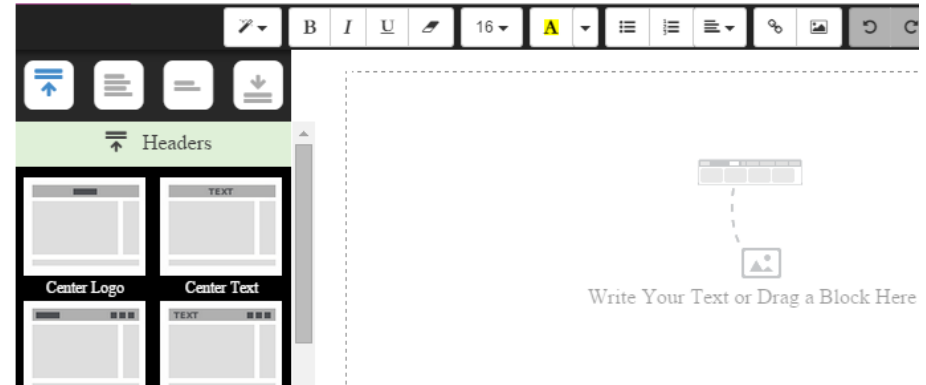 B I U 16 A
Headers
TEXT
Center Logo Center Text
TEXT
Write Your Text or Drag a Block Here